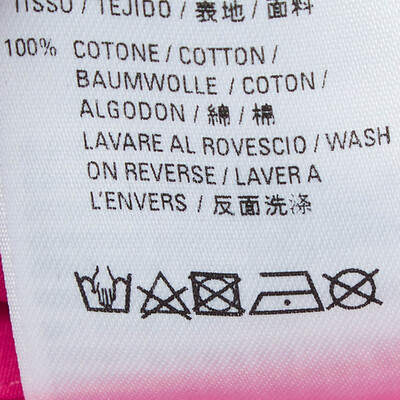 TISSU / TEJIDO / 表地 / 面料
100% COTONE / COTTON /
BAUMWOLLE / COTON /
ALGODON / 綿 / 棉
LAVARE AL ROVESCIO / WASH
ON REVERSE / LAVER A
L'ENVERS / 反面洗涤